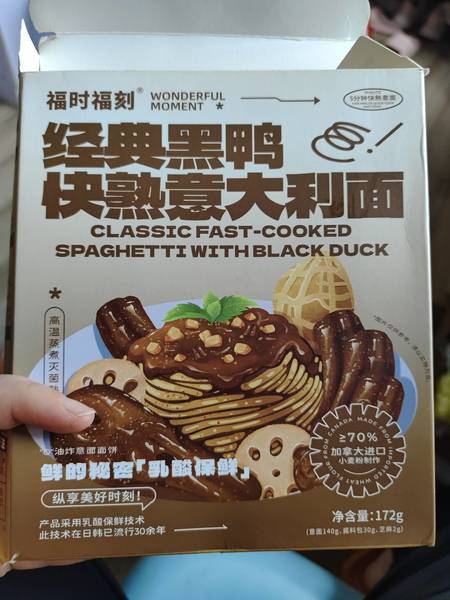 福时福刻®
WONDERFUL
MOMENT *
5分钟快熟意面
经典黑鸭
快熟意大利面
CLASSIC FAST-COOKED
SPAGHETTI WITH BLACK DUCK
*
高温蒸煮灭菌
油炸意面面饼
鲜的秘密「乳酸保鲜」
纵享美好时刻!
产品采用乳酸保鲜技术
此技术在日韩已流行30余年
≥70%
加拿大进口
小麦粉制作
净含量:172g
(意面140g、酱料包30g、芝麻2g)